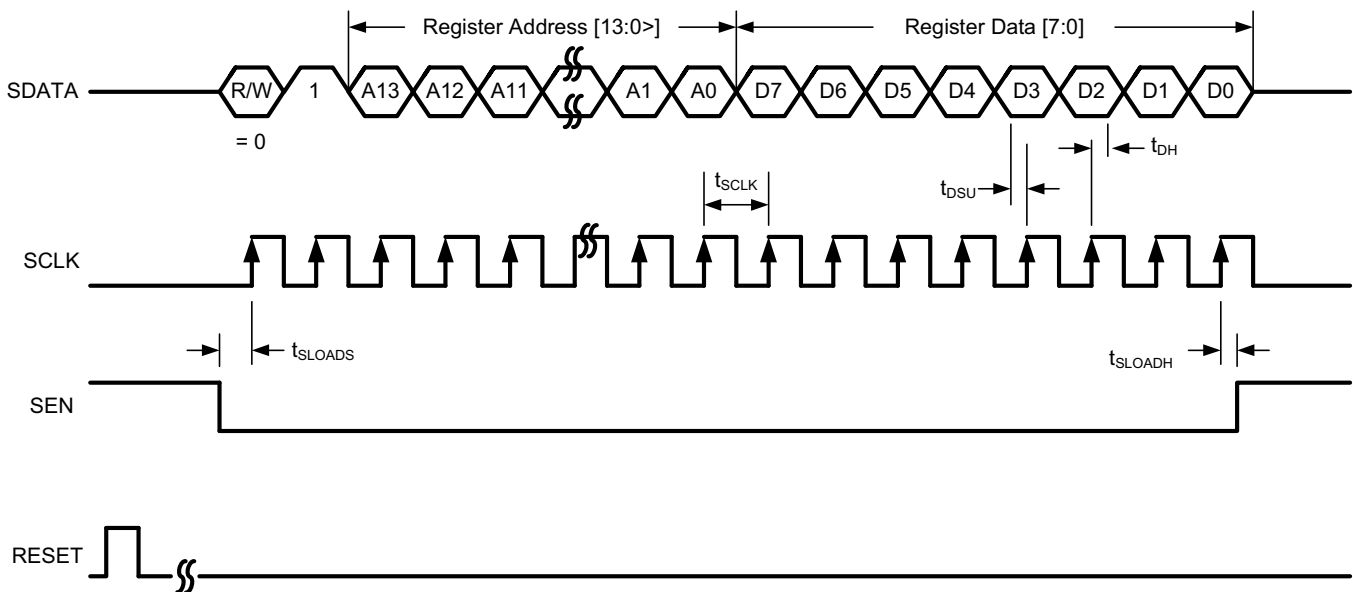 Register Address [13:0>]
Register Data [7:0]
SDATA
R/W 1 A13 A12 A11 A1 A0 D7 D6 D5 D4 D3 D2 D1 D0
= 0
tDH
tSCLK
tDSU
SCLK
tSLOADS
tSLOADH
SEN
RESET